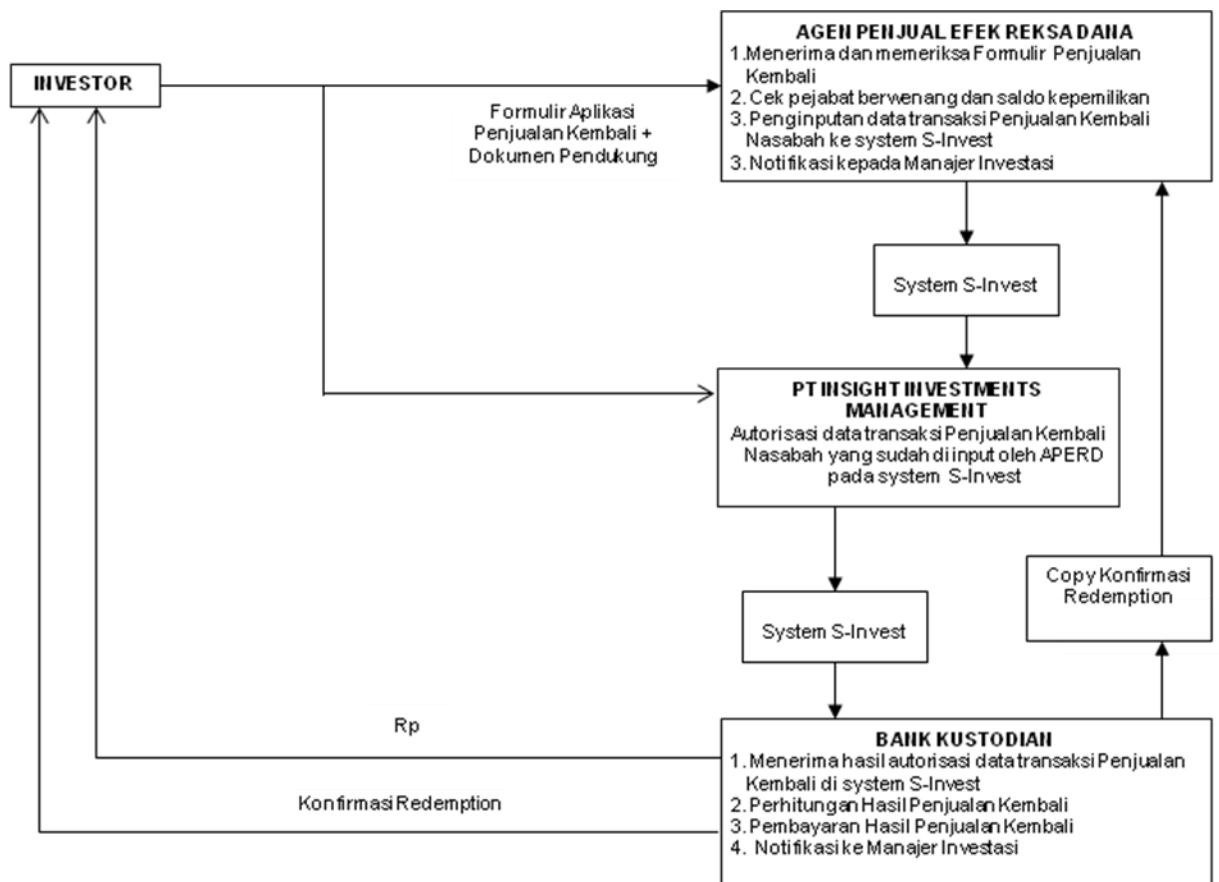 AGEN PENJUAL EFEK REKSA DANA
1.Menerima dan memeriksa Formulir Penjualan
Kembali
2. Cek pejabat berwenang dan saldo kepemilikan
3. Penginputan data transaksi Penjualan Kembali
Nasabah ke system S-Invest
3. Notifikasi kepada Manajer Investasi
INVESTOR
Formulir Aplikasi
Penjualan Kembali +
Dokumen Pendukung
System S-Invest
PT INSIGHT INVESTMENTS
MANAGEMENT
Autorisasi data transaksi Penjualan Kembali
Nasabah yang sudah di input oleh APERD
pada system S-Invest
Copy Konfirmasi
Redemption
System S-Invest
Rp
Konfirmasi Redemption
BANK KUSTODIAN
1. Menerima hasil autorisasi data transaksi Penjualan
Kembali di system S-Invest
2. Perhitungan Hasil Penjualan Kembali
3. Pembayaran Hasil Penjualan Kembali
4. Notifikasi ke Manajer Investasi